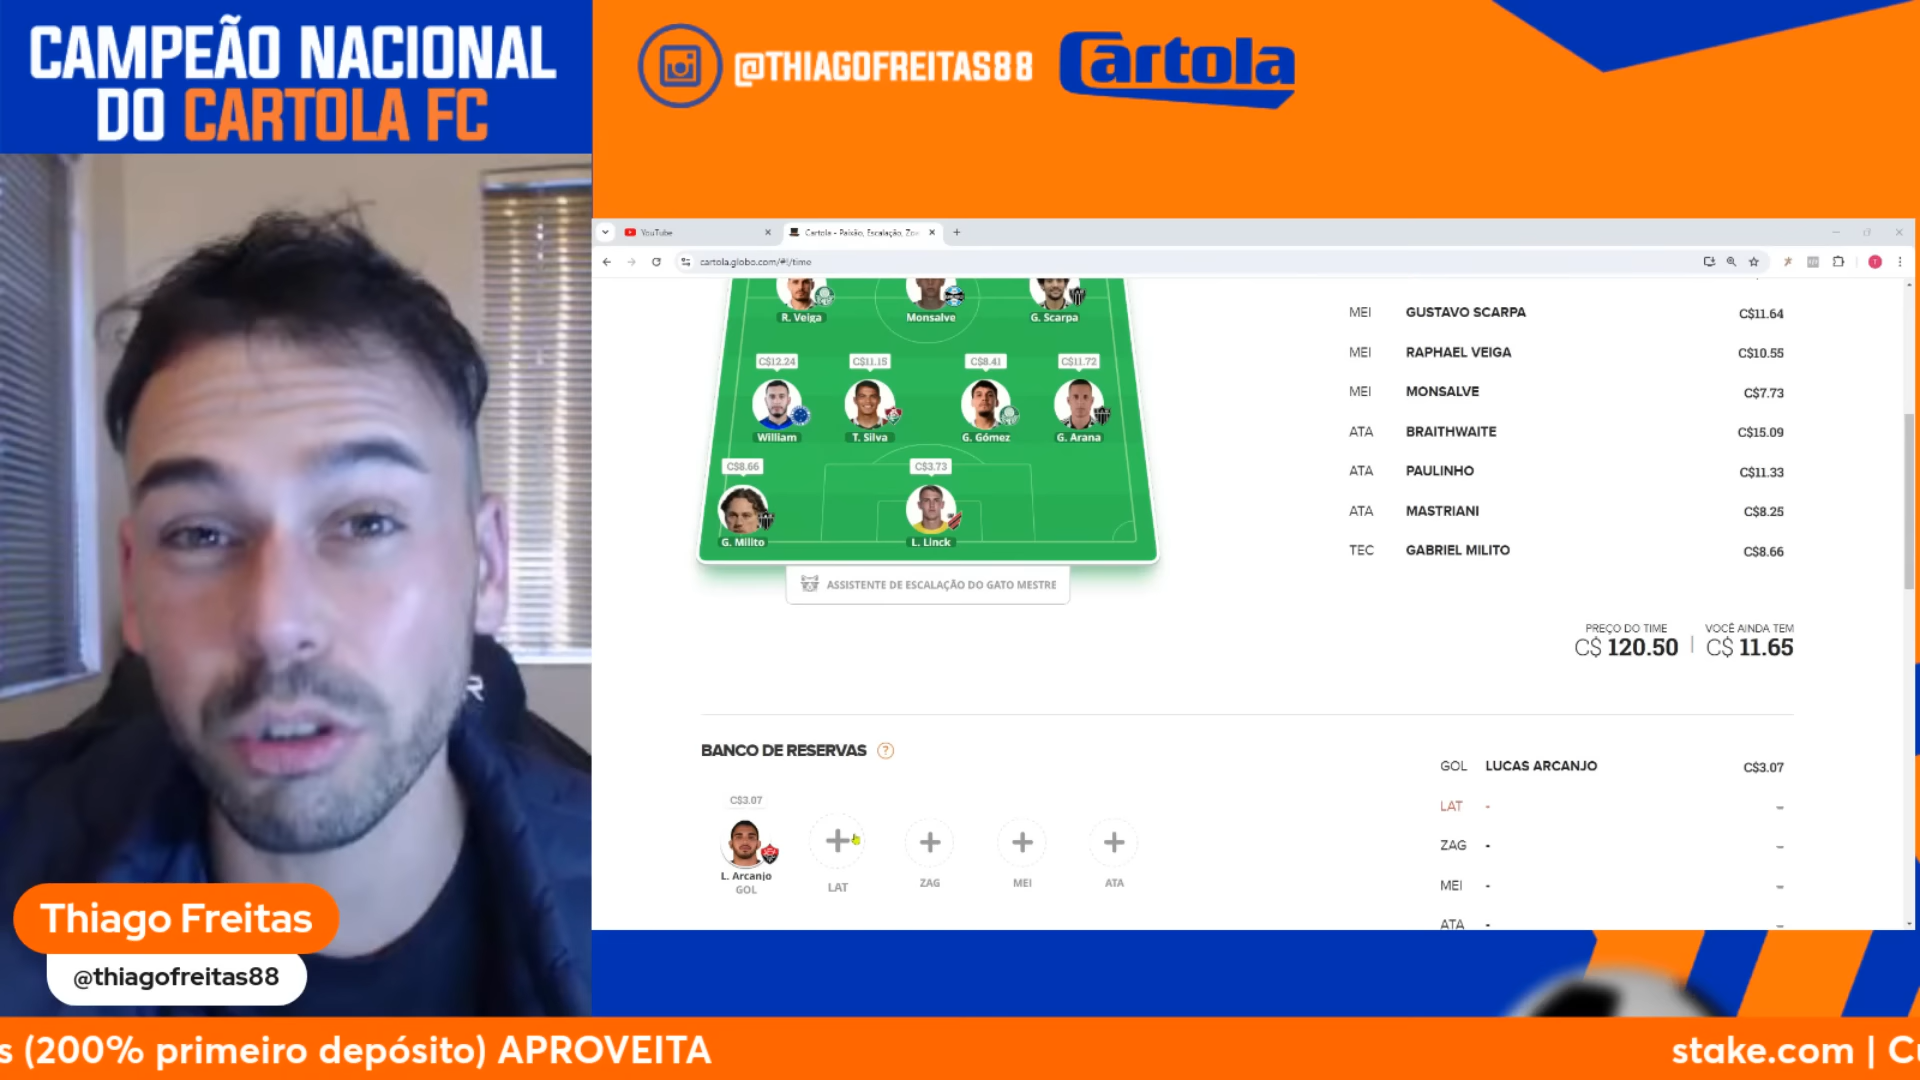 CAMPEÃO NACIONAL
DO CARTOLA FC
@THIAGOFREITAS88
Cartola
YouTube
Cartola - Paixão, Escalação, Zo
cartola.globo.com/#!/time
R. Veiga
Monsalve
G. Scarpa
C$12.24
C$11.15
C$8.41
C$11.72
William
T. Silva
G. Gómez
G. Arana
C$8.66
C$3.73
G. Milito
L. Linck
ASSISTENTE DE ESCALAÇÃO DO GATO MESTRE
MEI GUSTAVO SCARPA C$11.64
MEI RAPHAEL VEIGA C$10.55
MEI MONSALVE C$7.73
ATA BRAITHWAITE C$15.09
ATA PAULINHO C$11.33
ATA MASTRIANI C$8.25
TEC GABRIEL MILITO C$8.66
PREÇO DO TIME
C$ 120.50
VOCÊ AINDA TEM
C$ 11.65
BANCO DE RESERVAS ?
C$3.07
L. Arcanjo
GOL
LAT
ZAG
MEI
ATA
GOL LUCAS ARCANJO C$3.07
LAT - -
ZAG - -
MEI - -
ATA - -
Thiago Freitas
@thiagofreitas88
s (200% primeiro depósito) APROVEITA
stake.com | C